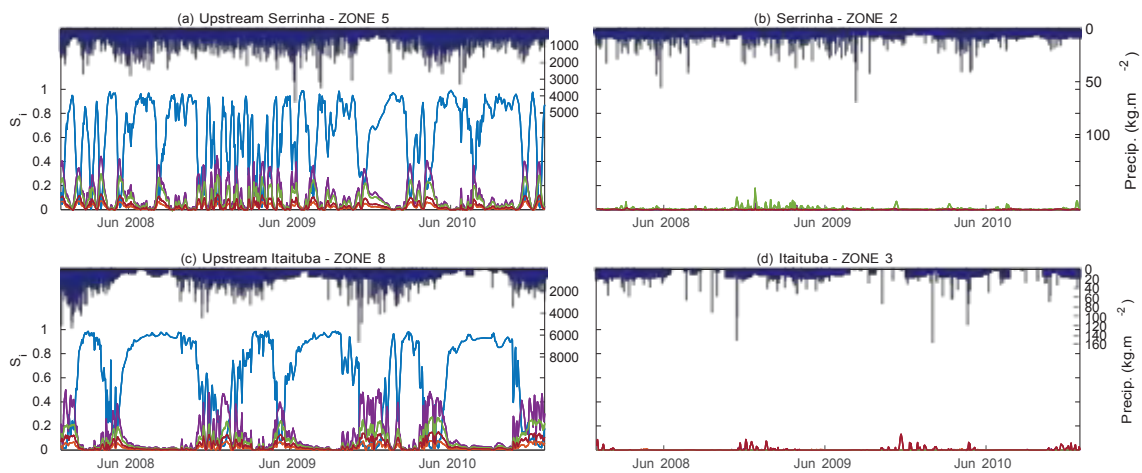 (a) Upstream Serrinha - ZONE 5
(b) Serrinha - ZONE 2
1000
2000
3000
4000
5000
1
0.8
0.6
0.4
0.2
0
S i
Jun 2008
Jun 2009
Jun 2010
0
50
100
Precip. (kg.m -2 )
Jun 2008
Jun 2009
Jun 2010
(c) Upstream Itaituba - ZONE 8
(d) Itaituba - ZONE 3
2000
4000
6000
8000
1
0.8
0.6
0.4
0.2
0
S i
Jun 2008
Jun 2009
Jun 2010
0
20
40
60
80
100
120
140
160
Precip. (kg.m -2 )
Jun 2008
Jun 2009
Jun 2010